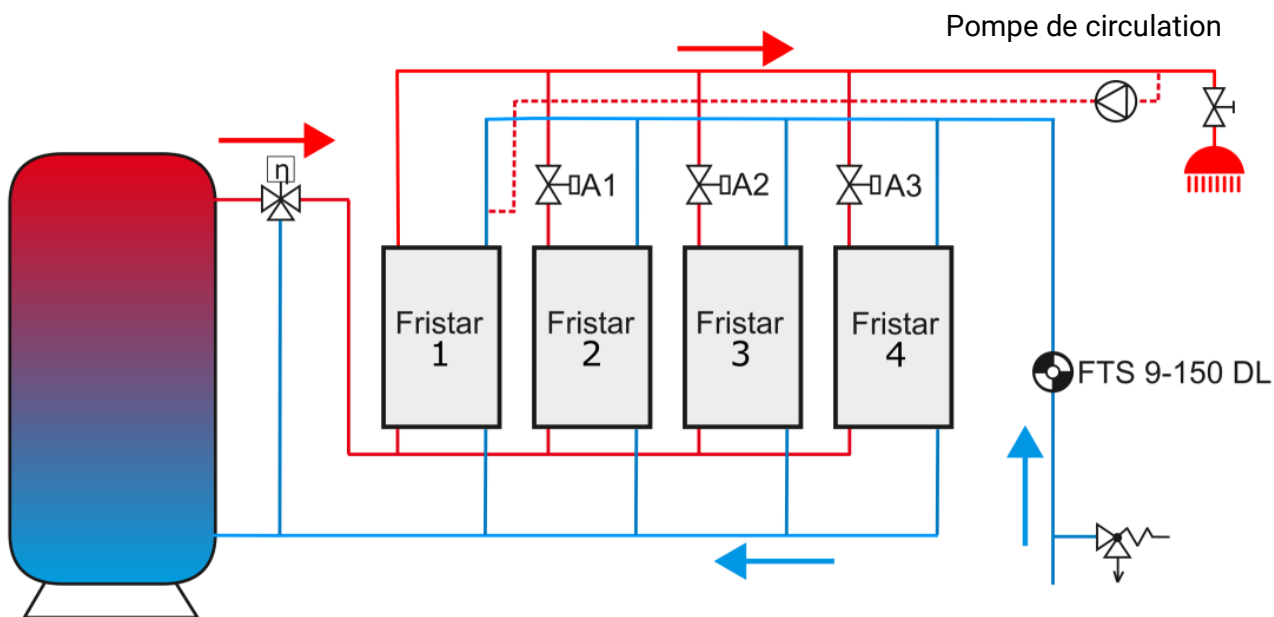 Pompe de circulation
n
A1
A2
A3
Fristar
1
Fristar
2
Fristar
3
Fristar
4
FTS 9-150 DL